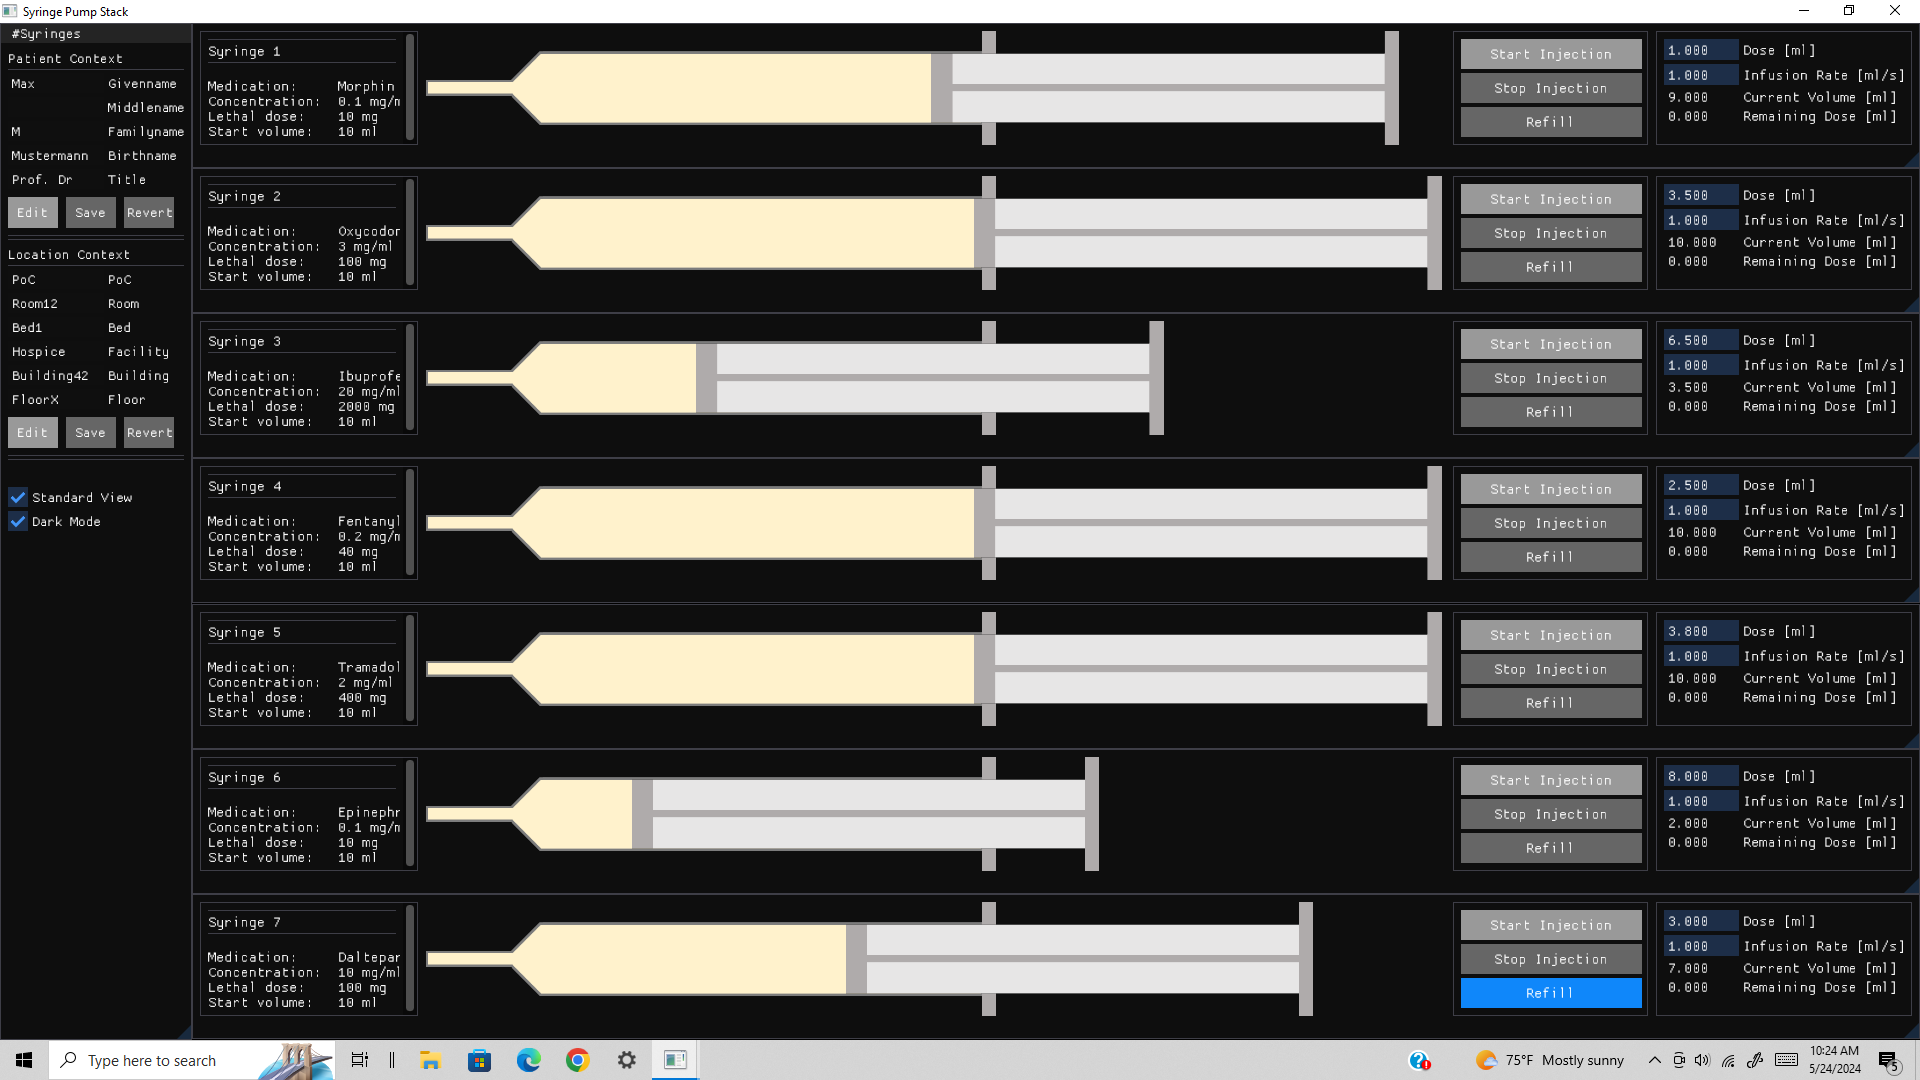 Syringe Pump Stack
#Syringes
Patient Context
Max Givenname
Middlename
M Familyname
Mustermann Birthname
Prof. Dr Title
Edit Save Revert
Location Context
PoC PoC
Room12 Room
Bed1 Bed
Hospice Facility
Building42 Building
FloorX Floor
Edit Save Revert
Standard View
Dark Mode
Syringe 1
Medication: Morphin
Concentration: 0.1 mg/m
Lethal dose: 10 mg
Start volume: 10 ml
Start Injection
Stop Injection
Refill
1.000 Dose [ml]
1.000 Infusion Rate [ml/s]
9.000 Current Volume [ml]
0.000 Remaining Dose [ml]
Syringe 2
Medication: Oxycodor
Concentration: 3 mg/ml
Lethal dose: 100 mg
Start volume: 10 ml
Start Injection
Stop Injection
Refill
3.500 Dose [ml]
1.000 Infusion Rate [ml/s]
10.000 Current Volume [ml]
0.000 Remaining Dose [ml]
Syringe 3
Medication: Ibuprofe
Concentration: 20 mg/ml
Lethal dose: 2000 mg
Start volume: 10 ml
Start Injection
Stop Injection
Refill
6.500 Dose [ml]
1.000 Infusion Rate [ml/s]
3.500 Current Volume [ml]
0.000 Remaining Dose [ml]
Syringe 4
Medication: Fentanyl
Concentration: 0.2 mg/m
Lethal dose: 40 mg
Start volume: 10 ml
Start Injection
Stop Injection
Refill
2.500 Dose [ml]
1.000 Infusion Rate [ml/s]
10.000 Current Volume [ml]
0.000 Remaining Dose [ml]
Syringe 5
Medication: Tramadol
Concentration: 2 mg/ml
Lethal dose: 400 mg
Start volume: 10 ml
Start Injection
Stop Injection
Refill
3.800 Dose [ml]
1.000 Infusion Rate [ml/s]
10.000 Current Volume [ml]
0.000 Remaining Dose [ml]
Syringe 6
Medication: Epinephr
Concentration: 0.1 mg/m
Lethal dose: 10 mg
Start volume: 10 ml
Start Injection
Stop Injection
Refill
8.000 Dose [ml]
1.000 Infusion Rate [ml/s]
2.000 Current Volume [ml]
0.000 Remaining Dose [ml]
Syringe 7
Medication: Daltepar
Concentration: 10 mg/ml
Lethal dose: 100 mg
Start volume: 10 ml
Start Injection
Stop Injection
Refill
3.000 Dose [ml]
1.000 Infusion Rate [ml/s]
7.000 Current Volume [ml]
0.000 Remaining Dose [ml]
Type here to search
75°F Mostly sunny
10:24 AM
5/24/2024
5